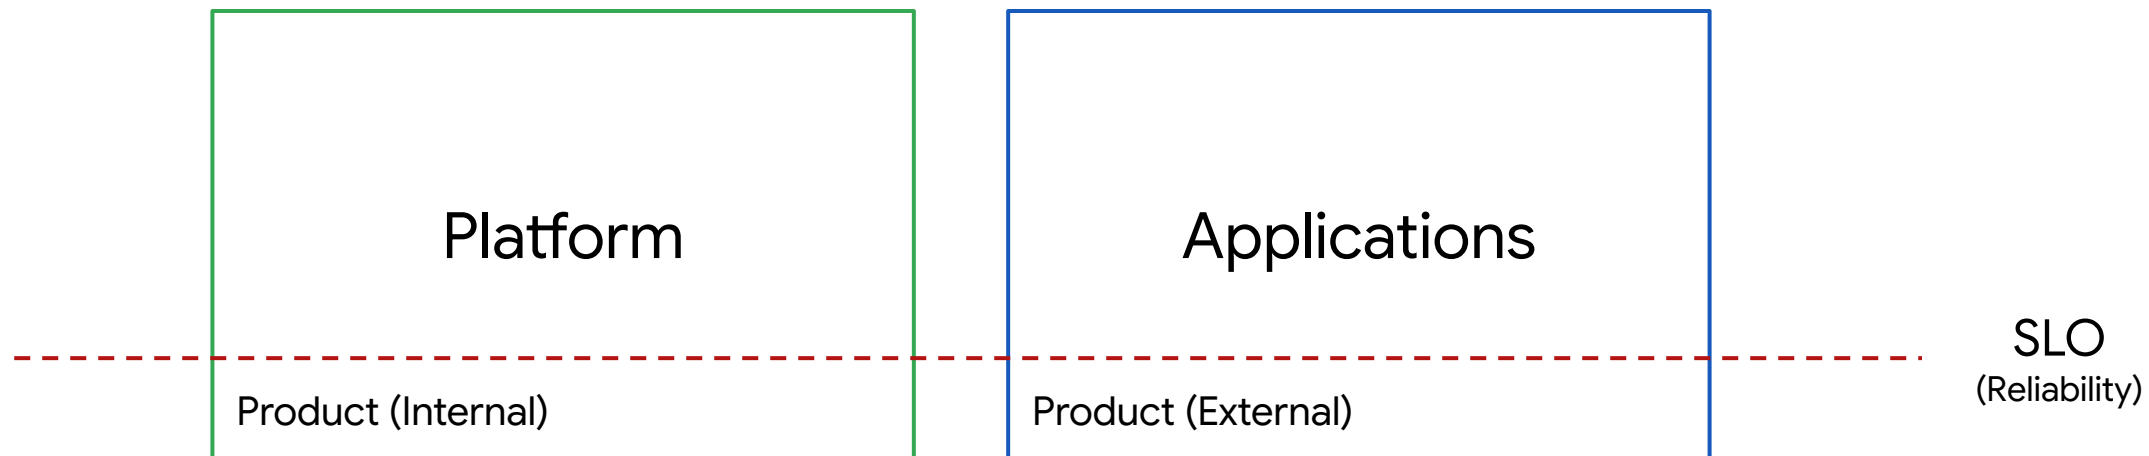 Platform
Applications
SLO
(Reliability)
Product (Internal)
Product (External)